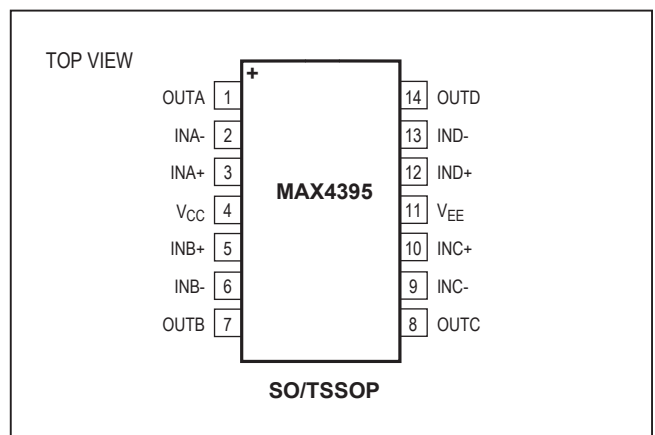 TOP VIEW
+
OUTA 1 14 OUTD
INA- 2 13 IND-
INA+ 3 12 IND+
MAX4395
VCC 4 11 VEE
INB+ 5 10 INC+
INB- 6 9 INC-
OUTB 7 8 OUTC
SO/TSSOP